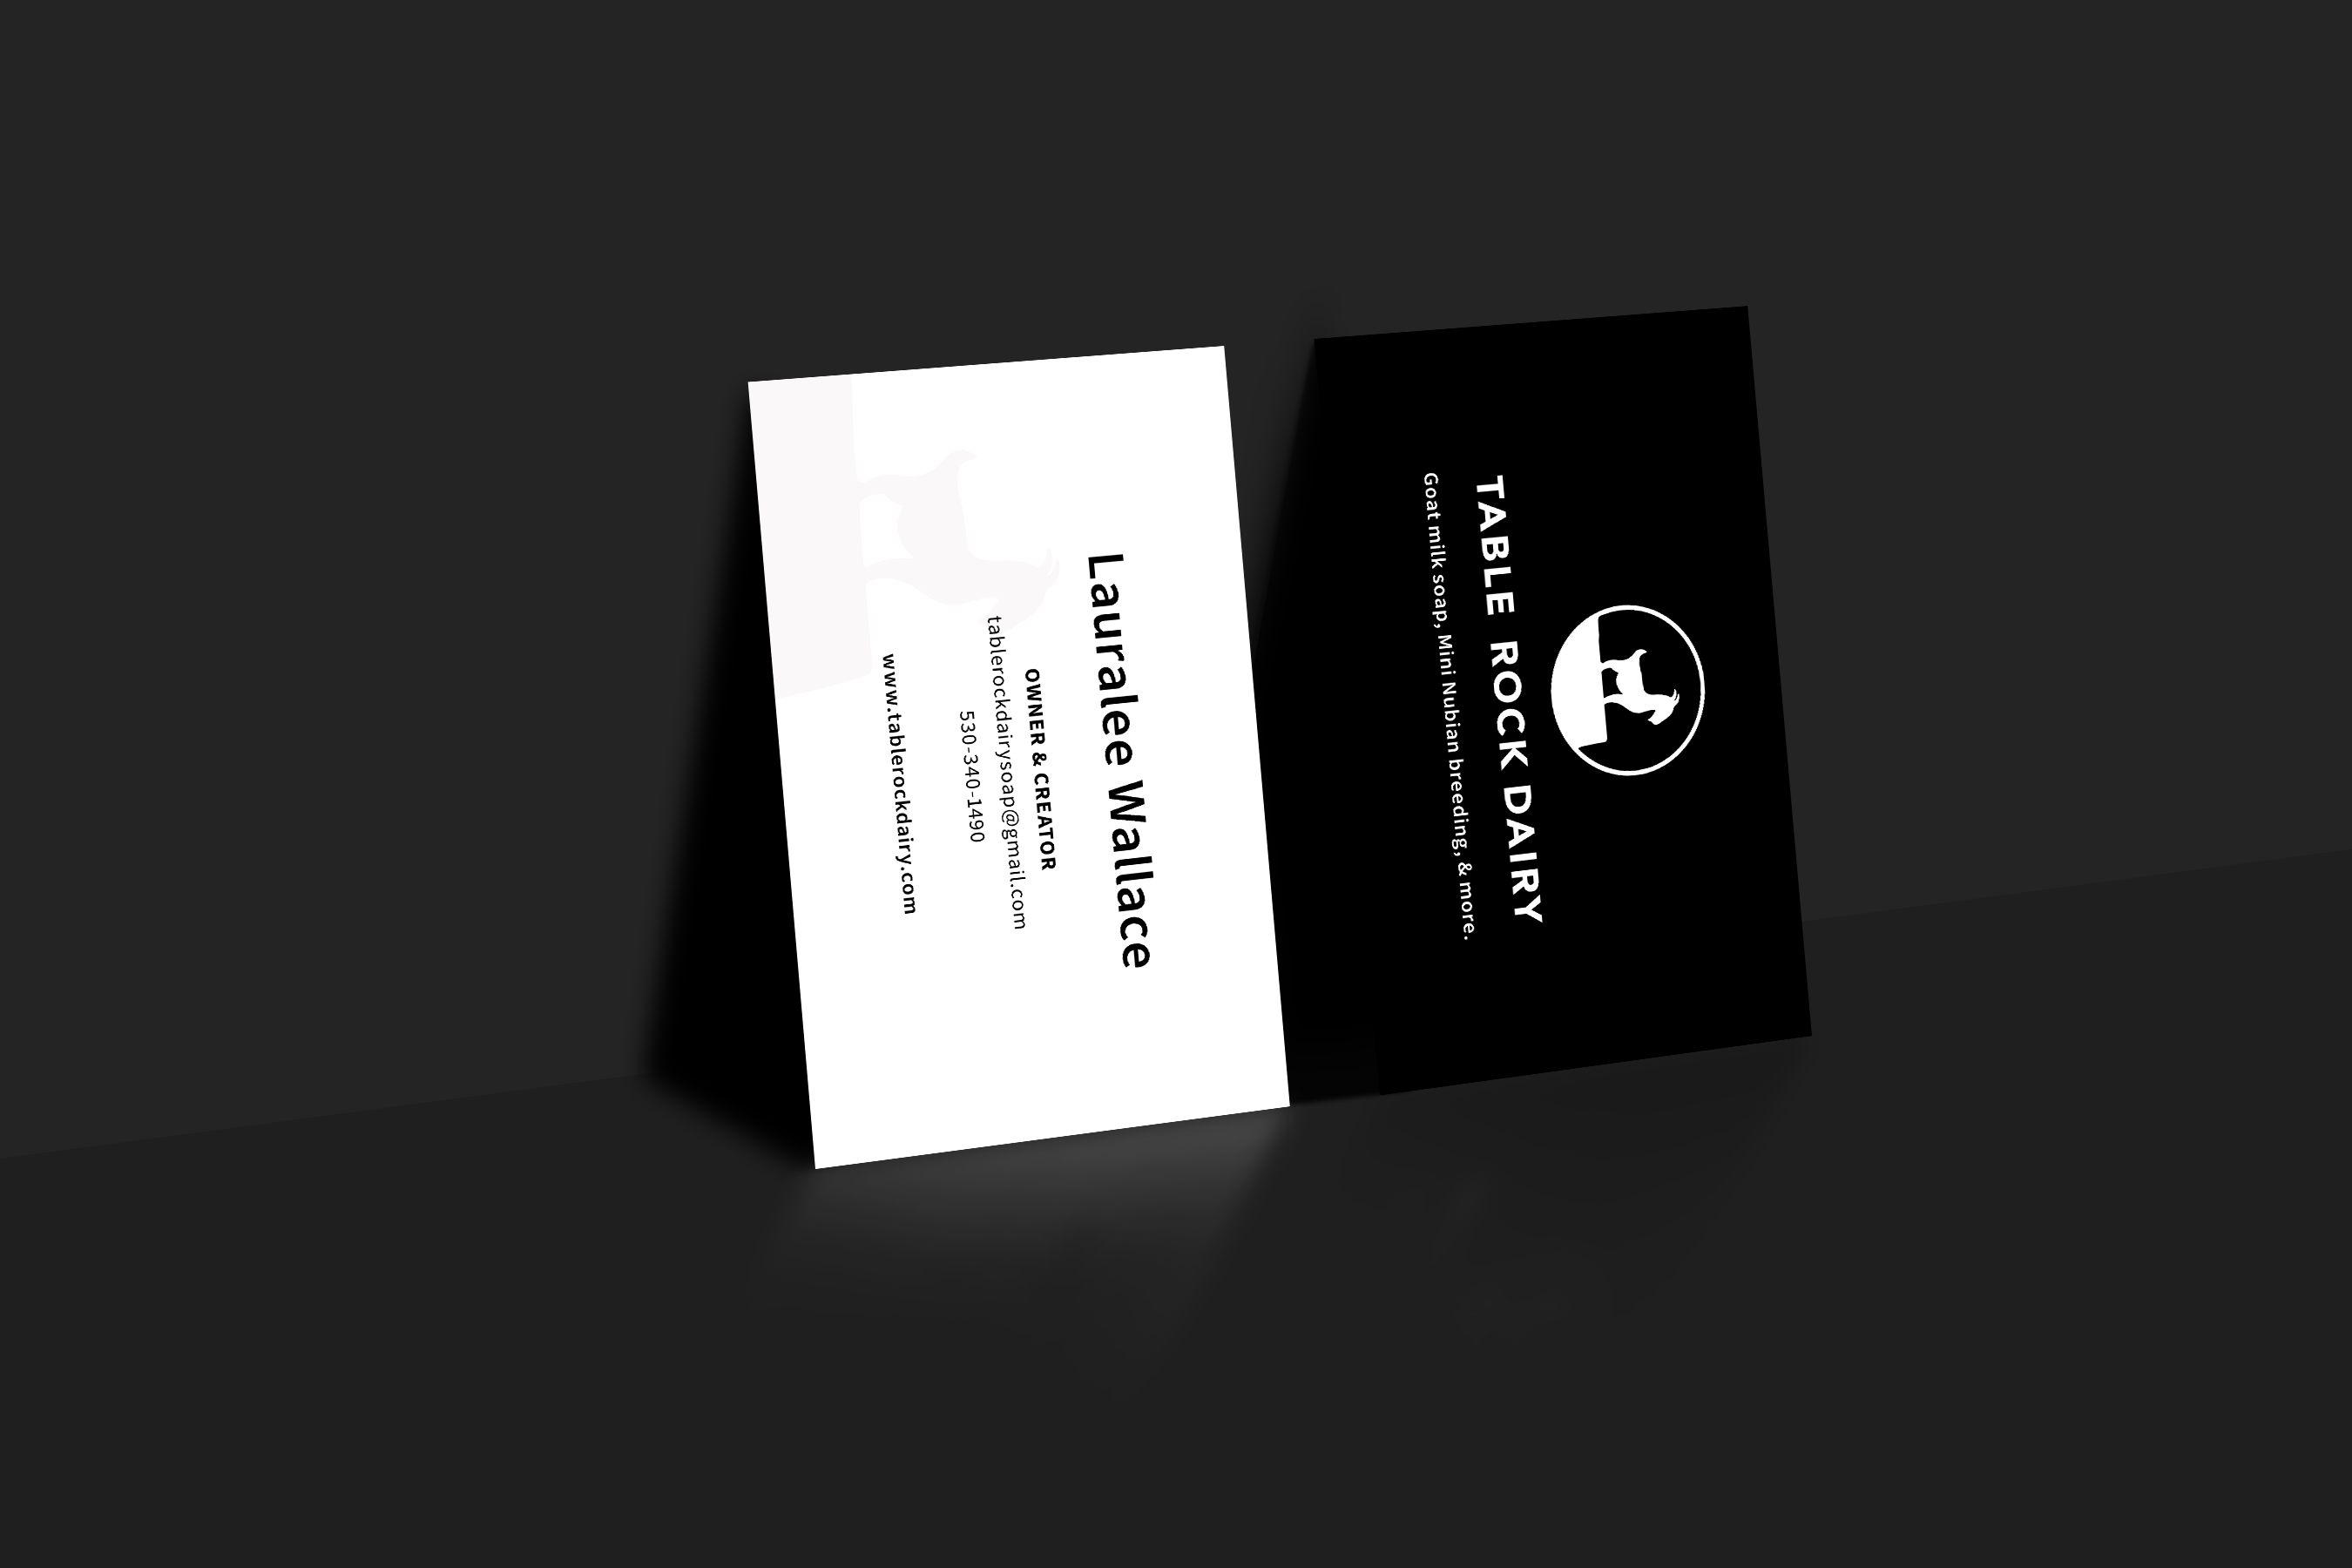 Lauralee Wallace
OWNER & CREATOR
tablerockdairysoap@gmail.com
530-340-1490
www.tablerockdairy.com
TABLE ROCK DAIRY
Goat milk soap, Mini Nubian breeding, & more.